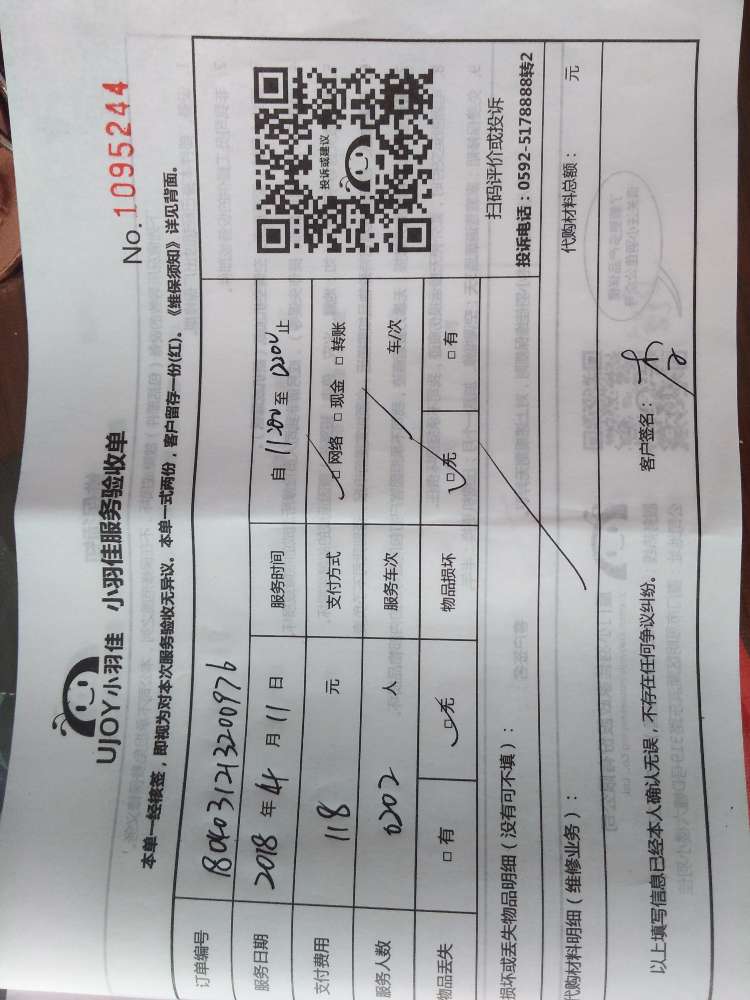 UJOY小羽佳 小羽佳服务验收单
No. 1095244
本单一经核签，即视为对本次服务验收无异议。本单一式两份，客户留存一份(红)。《维保须知》详见背面。
订单编号 1804031213200976
服务日期 2018 年 4 月 11 日 服务时间 自 11:00 至 1200 止
支付费用 118 元 支付方式 □网络 □现金 □转账
服务人数 0202 人 服务车次 车/次
物品丢失 □有 □无 物品损坏 □无 □有
投诉或建议
扫码评价或投诉
投诉电话：0592-5178888转2
损坏或丢失物品明细（没有可不填）：
代购材料明细（维修业务）： 代购材料总额： 元
以上填写信息已经本人确认无误，不存在任何争议纠纷。 客户签名：